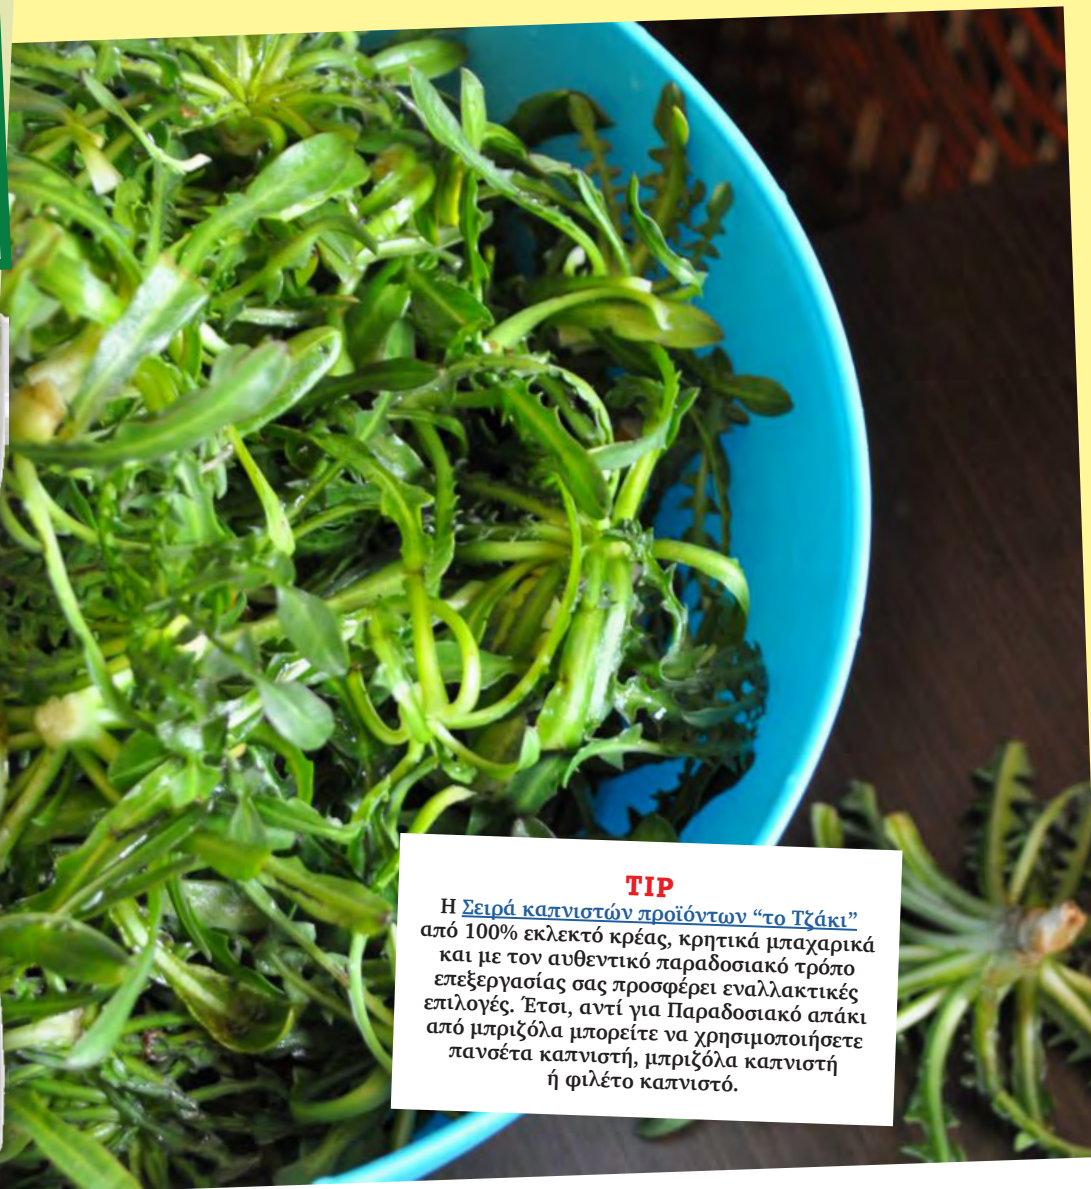 TIP
Η Σειρά καπνιστών προϊόντων “το Τζάκι”
από 100% εκλεκτό κρέας, κρητικά μπαχαρικά
και με τον αυθεντικό παραδοσιακό τρόπο
επεξεργασίας σας προσφέρει εναλλακτικές
επιλογές. Έτσι, αντί για Παραδοσιακό απάκι
από μπριζόλα μπορείτε να χρησιμοποιήσετε
πανσέτα καπνιστή, μπριζόλα καπνιστή
ή φιλέτο καπνιστό.